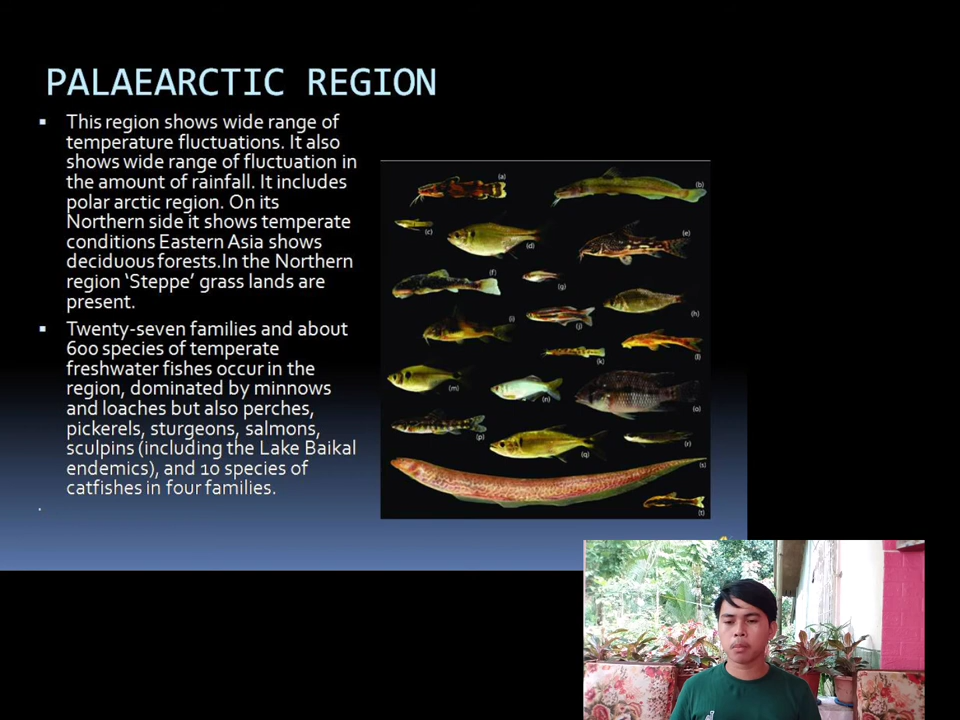 PALAEARCTIC REGION
▪ This region shows wide range of
temperature fluctuations. It also
shows wide range of fluctuation in
the amount of rainfall. It includes
polar arctic region. On its
Northern side it shows temperate
conditions Eastern Asia shows
deciduous forests.In the Northern
region ‘Steppe’ grass lands are
present.
▪ Twenty-seven families and about
600 species of temperate
freshwater fishes occur in the
region, dominated by minnows
and loaches but also perches,
pickerels, sturgeons, salmons,
sculpins (including the Lake Baikal
endemics), and 10 species of
catfishes in four families.
(a)
(b)
(c)
(d)
(e)
(f)
(g)
(h)
(i)
(j)
(k)
(l)
(m)
(n)
(o)
(p)
(q)
(r)
(s)
(t)